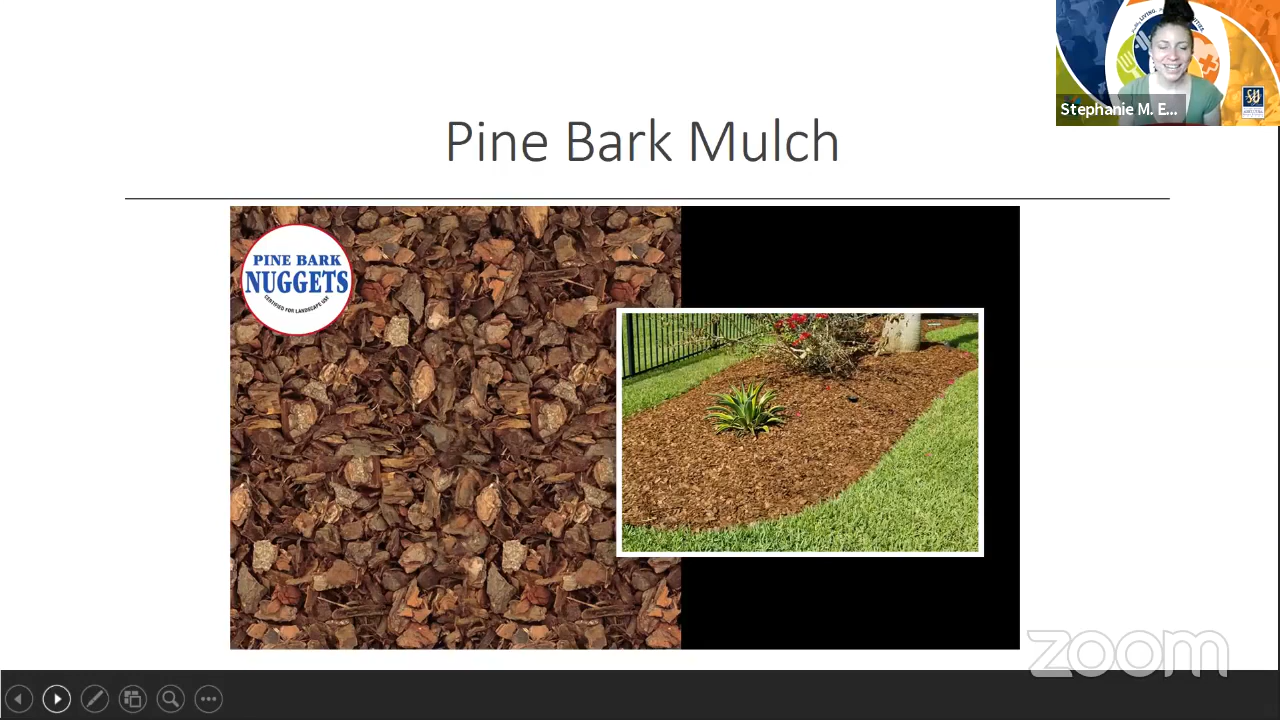 Stephanie M. E...
Pine Bark Mulch
PINE BARK
NUGGETS
CERTIFIED FOR LANDSCAPE USE
zoom